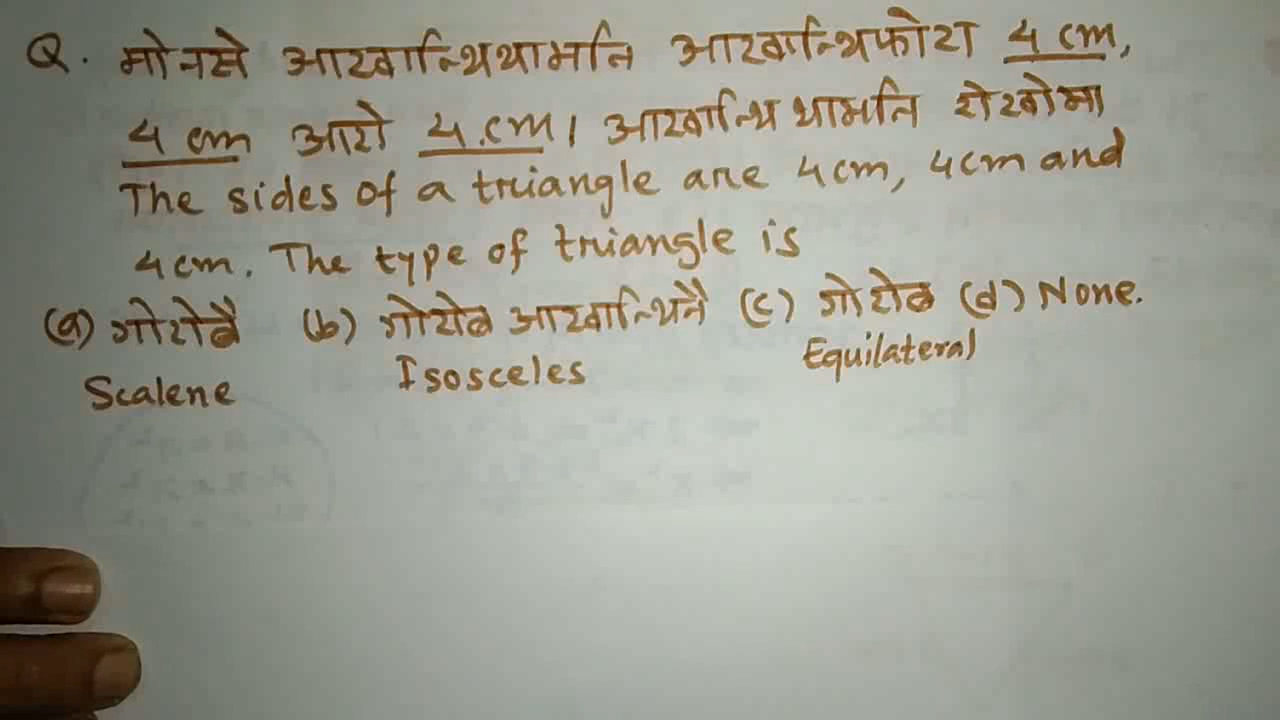 Q. मोनसे आखान्थिथामनि आखान्थिफोरा 4 cm,
4 cm आरो 4 cm। आखान्थिथामनि रोखोमा
The sides of a triangle are 4cm, 4cm and
4cm. The type of triangle is
(a) गोरोबै (b) गोरोब आखान्थिनै (c) गोरोब (d) None.
Scalene Isosceles Equilateral